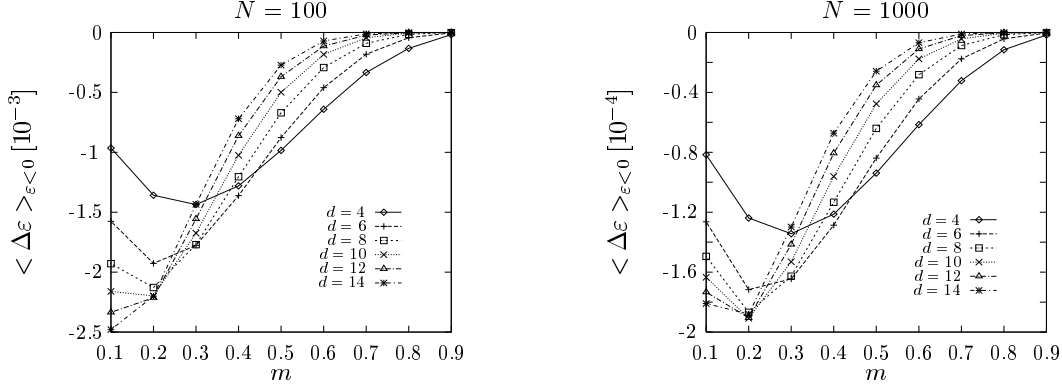 N = 100
< Δε >ε<0 [10−3]
0
-0.5
-1
-1.5
-2
-2.5
d = 4
d = 6
d = 8
d = 10
d = 12
d = 14
0.1 0.2 0.3 0.4 0.5 0.6 0.7 0.8 0.9
m
N = 1000
< Δε >ε<0 [10−4]
0
-0.4
-0.8
-1.2
-1.6
-2
d = 4
d = 6
d = 8
d = 10
d = 12
d = 14
0.1 0.2 0.3 0.4 0.5 0.6 0.7 0.8 0.9
m